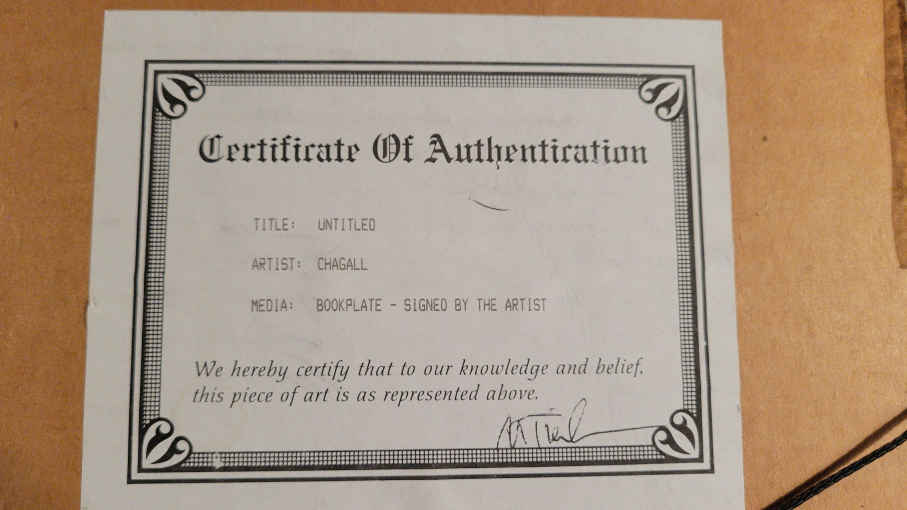 Certificate Of Authentication
TITLE: UNTITLED
ARTIST: CHAGALL
MEDIA: BOOKPLATE - SIGNED BY THE ARTIST
We hereby certify that to our knowledge and belief,
this piece of art is as represented above.